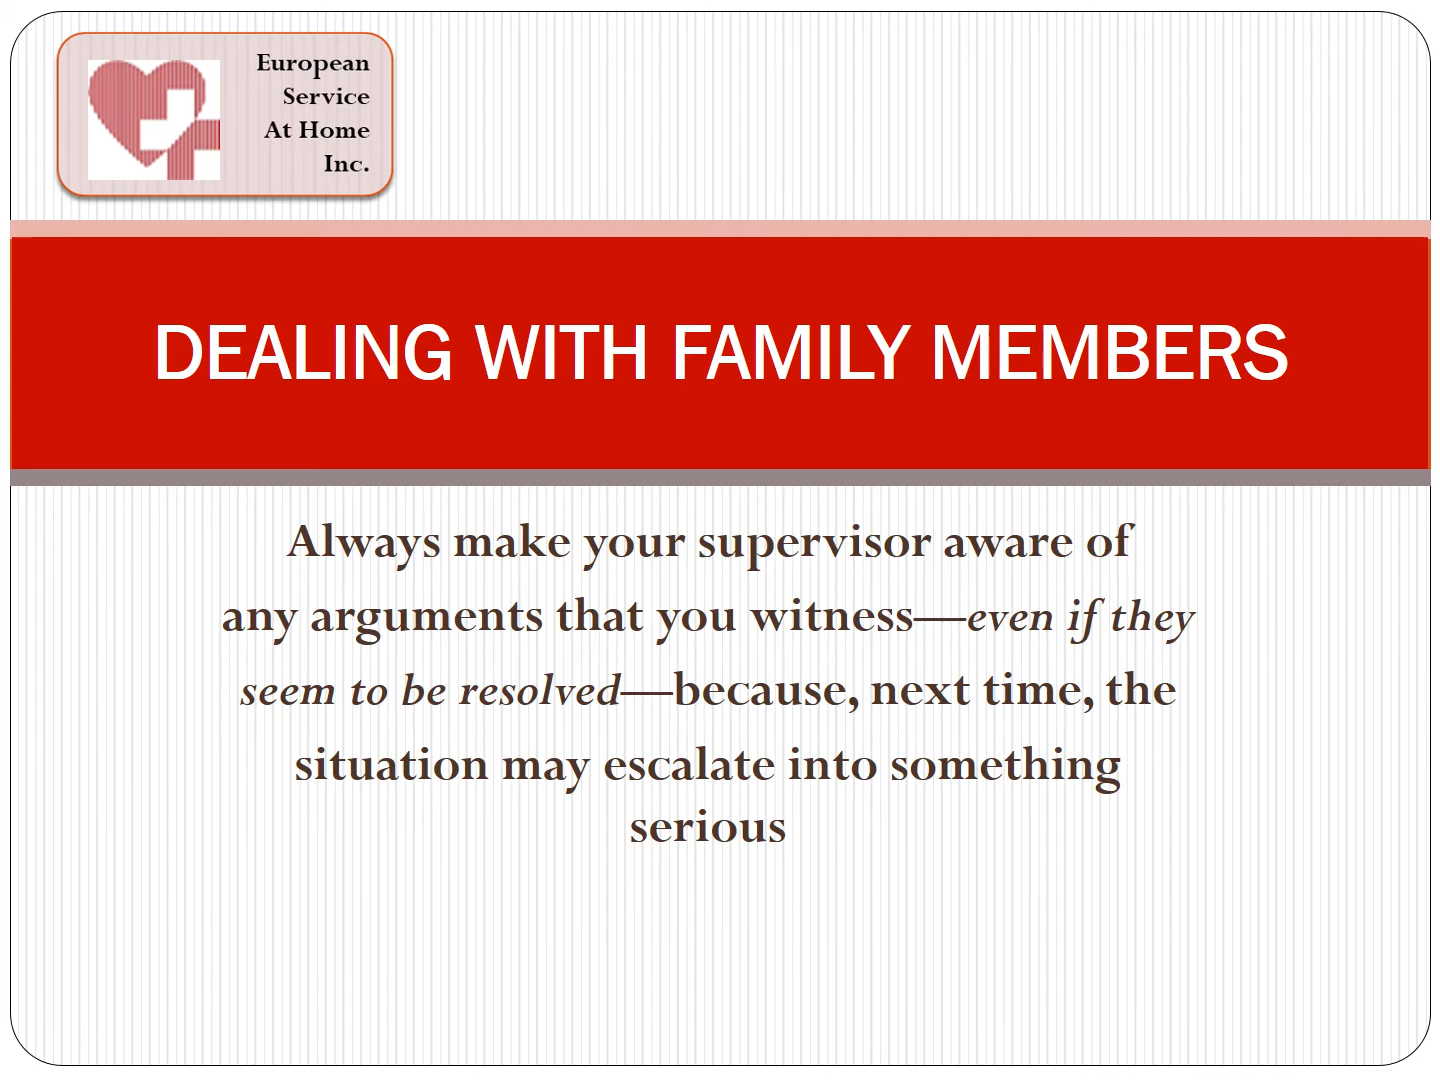 European
Service
At Home
Inc.
DEALING WITH FAMILY MEMBERS
Always make your supervisor aware of
any arguments that you witness—even if they
seem to be resolved—because, next time, the
situation may escalate into something
serious